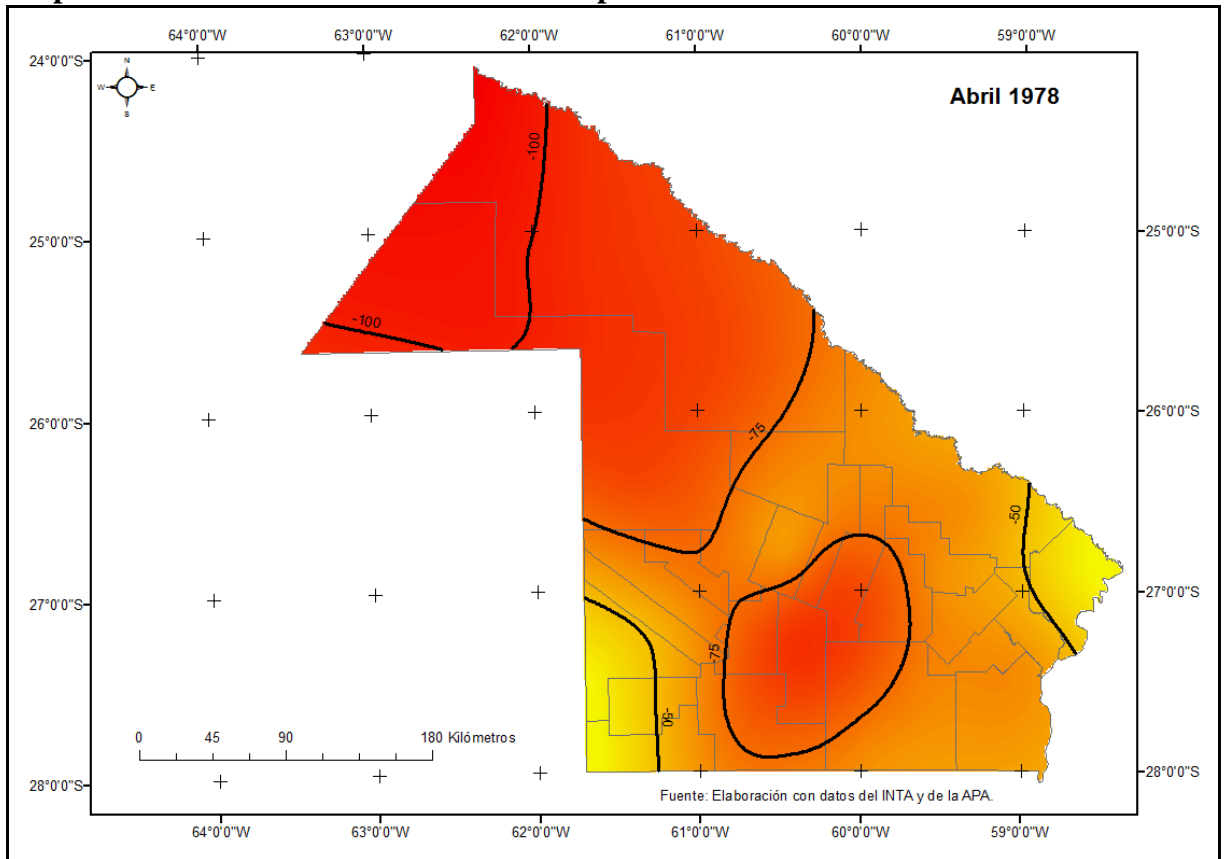 64°0'0"W 63°0'0"W 62°0'0"W 61°0'0"W 60°0'0"W 59°0'0"W
24°0'0"S
N
W E
S
Abril 1978
-100
25°0'0"S 25°0'0"S
-100
26°0'0"S 26°0'0"S
-75
-50
27°0'0"S 27°0'0"S
-75
-50
0 45 90 180 Kilómetros
28°0'0"S 28°0'0"S
Fuente: Elaboración con datos del INTA y de la APA.
64°0'0"W 63°0'0"W 62°0'0"W 61°0'0"W 60°0'0"W 59°0'0"W